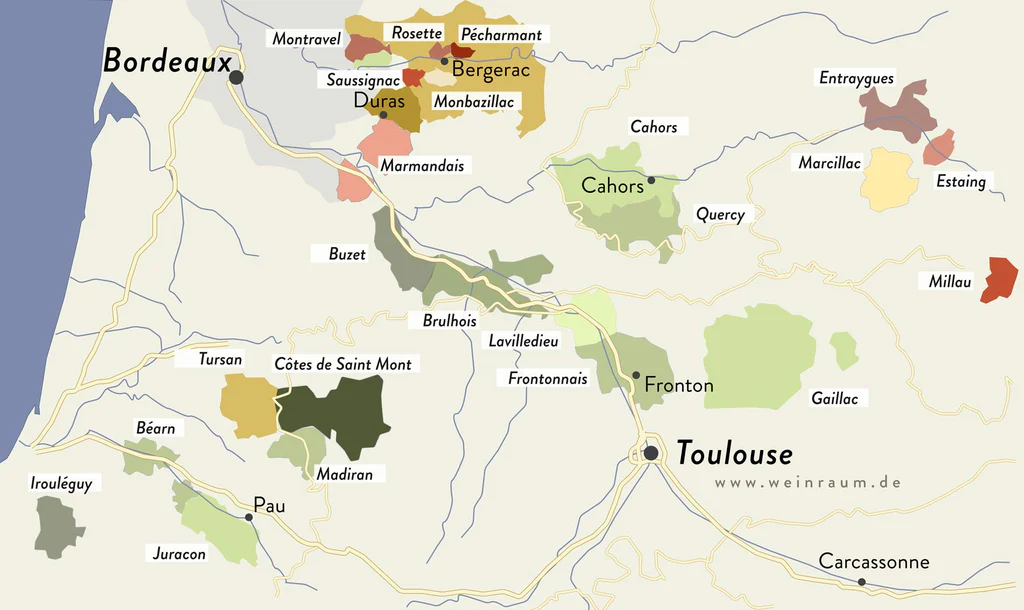 Montravel
Rosette
Pécharmant
Bordeaux
Saussignac
Bergerac
Entraygues
Duras
Monbazillac
Cahors
Marmandais
Marcillac
Cahors
Estaing
Quercy
Buzet
Millau
Brulhois
Lavilledieu
Tursan
Côtes de Saint Mont
Frontonnais
Fronton
Gaillac
Béarn
Madiran
Toulouse
www.weinraum.de
Irouléguy
Pau
Juracon
Carcassonne